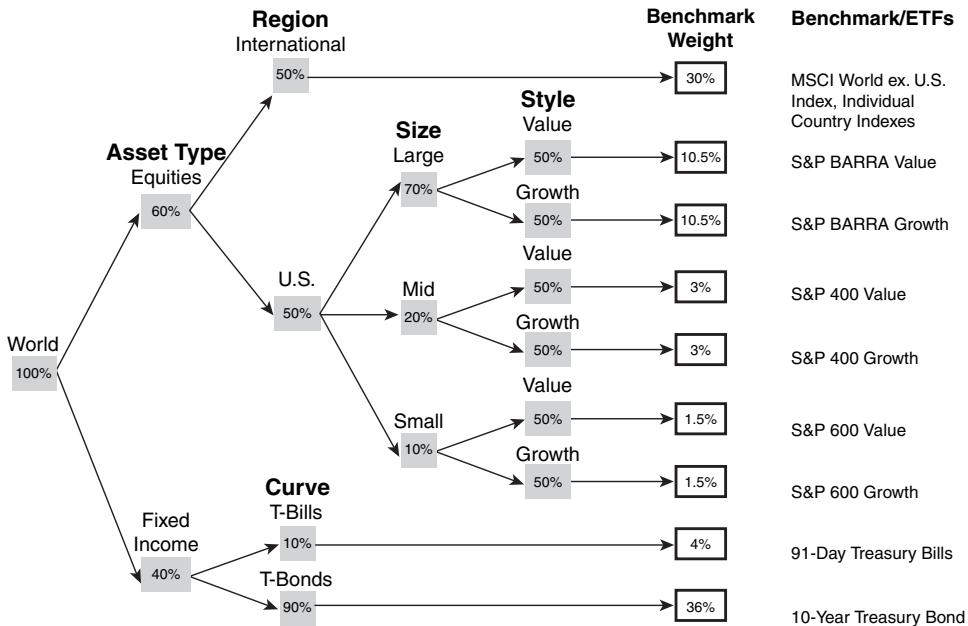 Region
International
50%
Benchmark
Weight
Benchmark/ETFs
30%
MSCI World ex. U.S.
Index, Individual
Country Indexes
Asset Type
Equities
60%
Size
Large
70%
Style
Value
50%
10.5%
S&P BARRA Value
Growth
50%
10.5%
S&P BARRA Growth
U.S.
50%
Mid
20%
Value
50%
3%
S&P 400 Value
Growth
50%
3%
S&P 400 Growth
World
100%
Small
10%
Value
50%
1.5%
S&P 600 Value
Growth
50%
1.5%
S&P 600 Growth
Fixed
Income
40%
Curve
T-Bills
10%
4%
91-Day Treasury Bills
T-Bonds
90%
36%
10-Year Treasury Bond